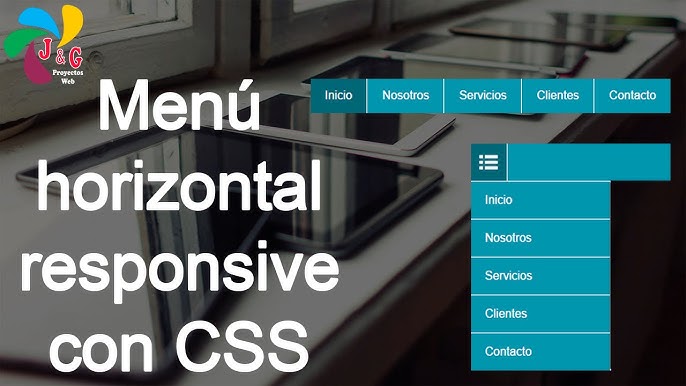 J & G
Proyectos
Web
Menú
horizontal
responsive
con CSS
Inicio
Nosotros
Servicios
Clientes
Contacto
Inicio
Nosotros
Servicios
Clientes
Contacto